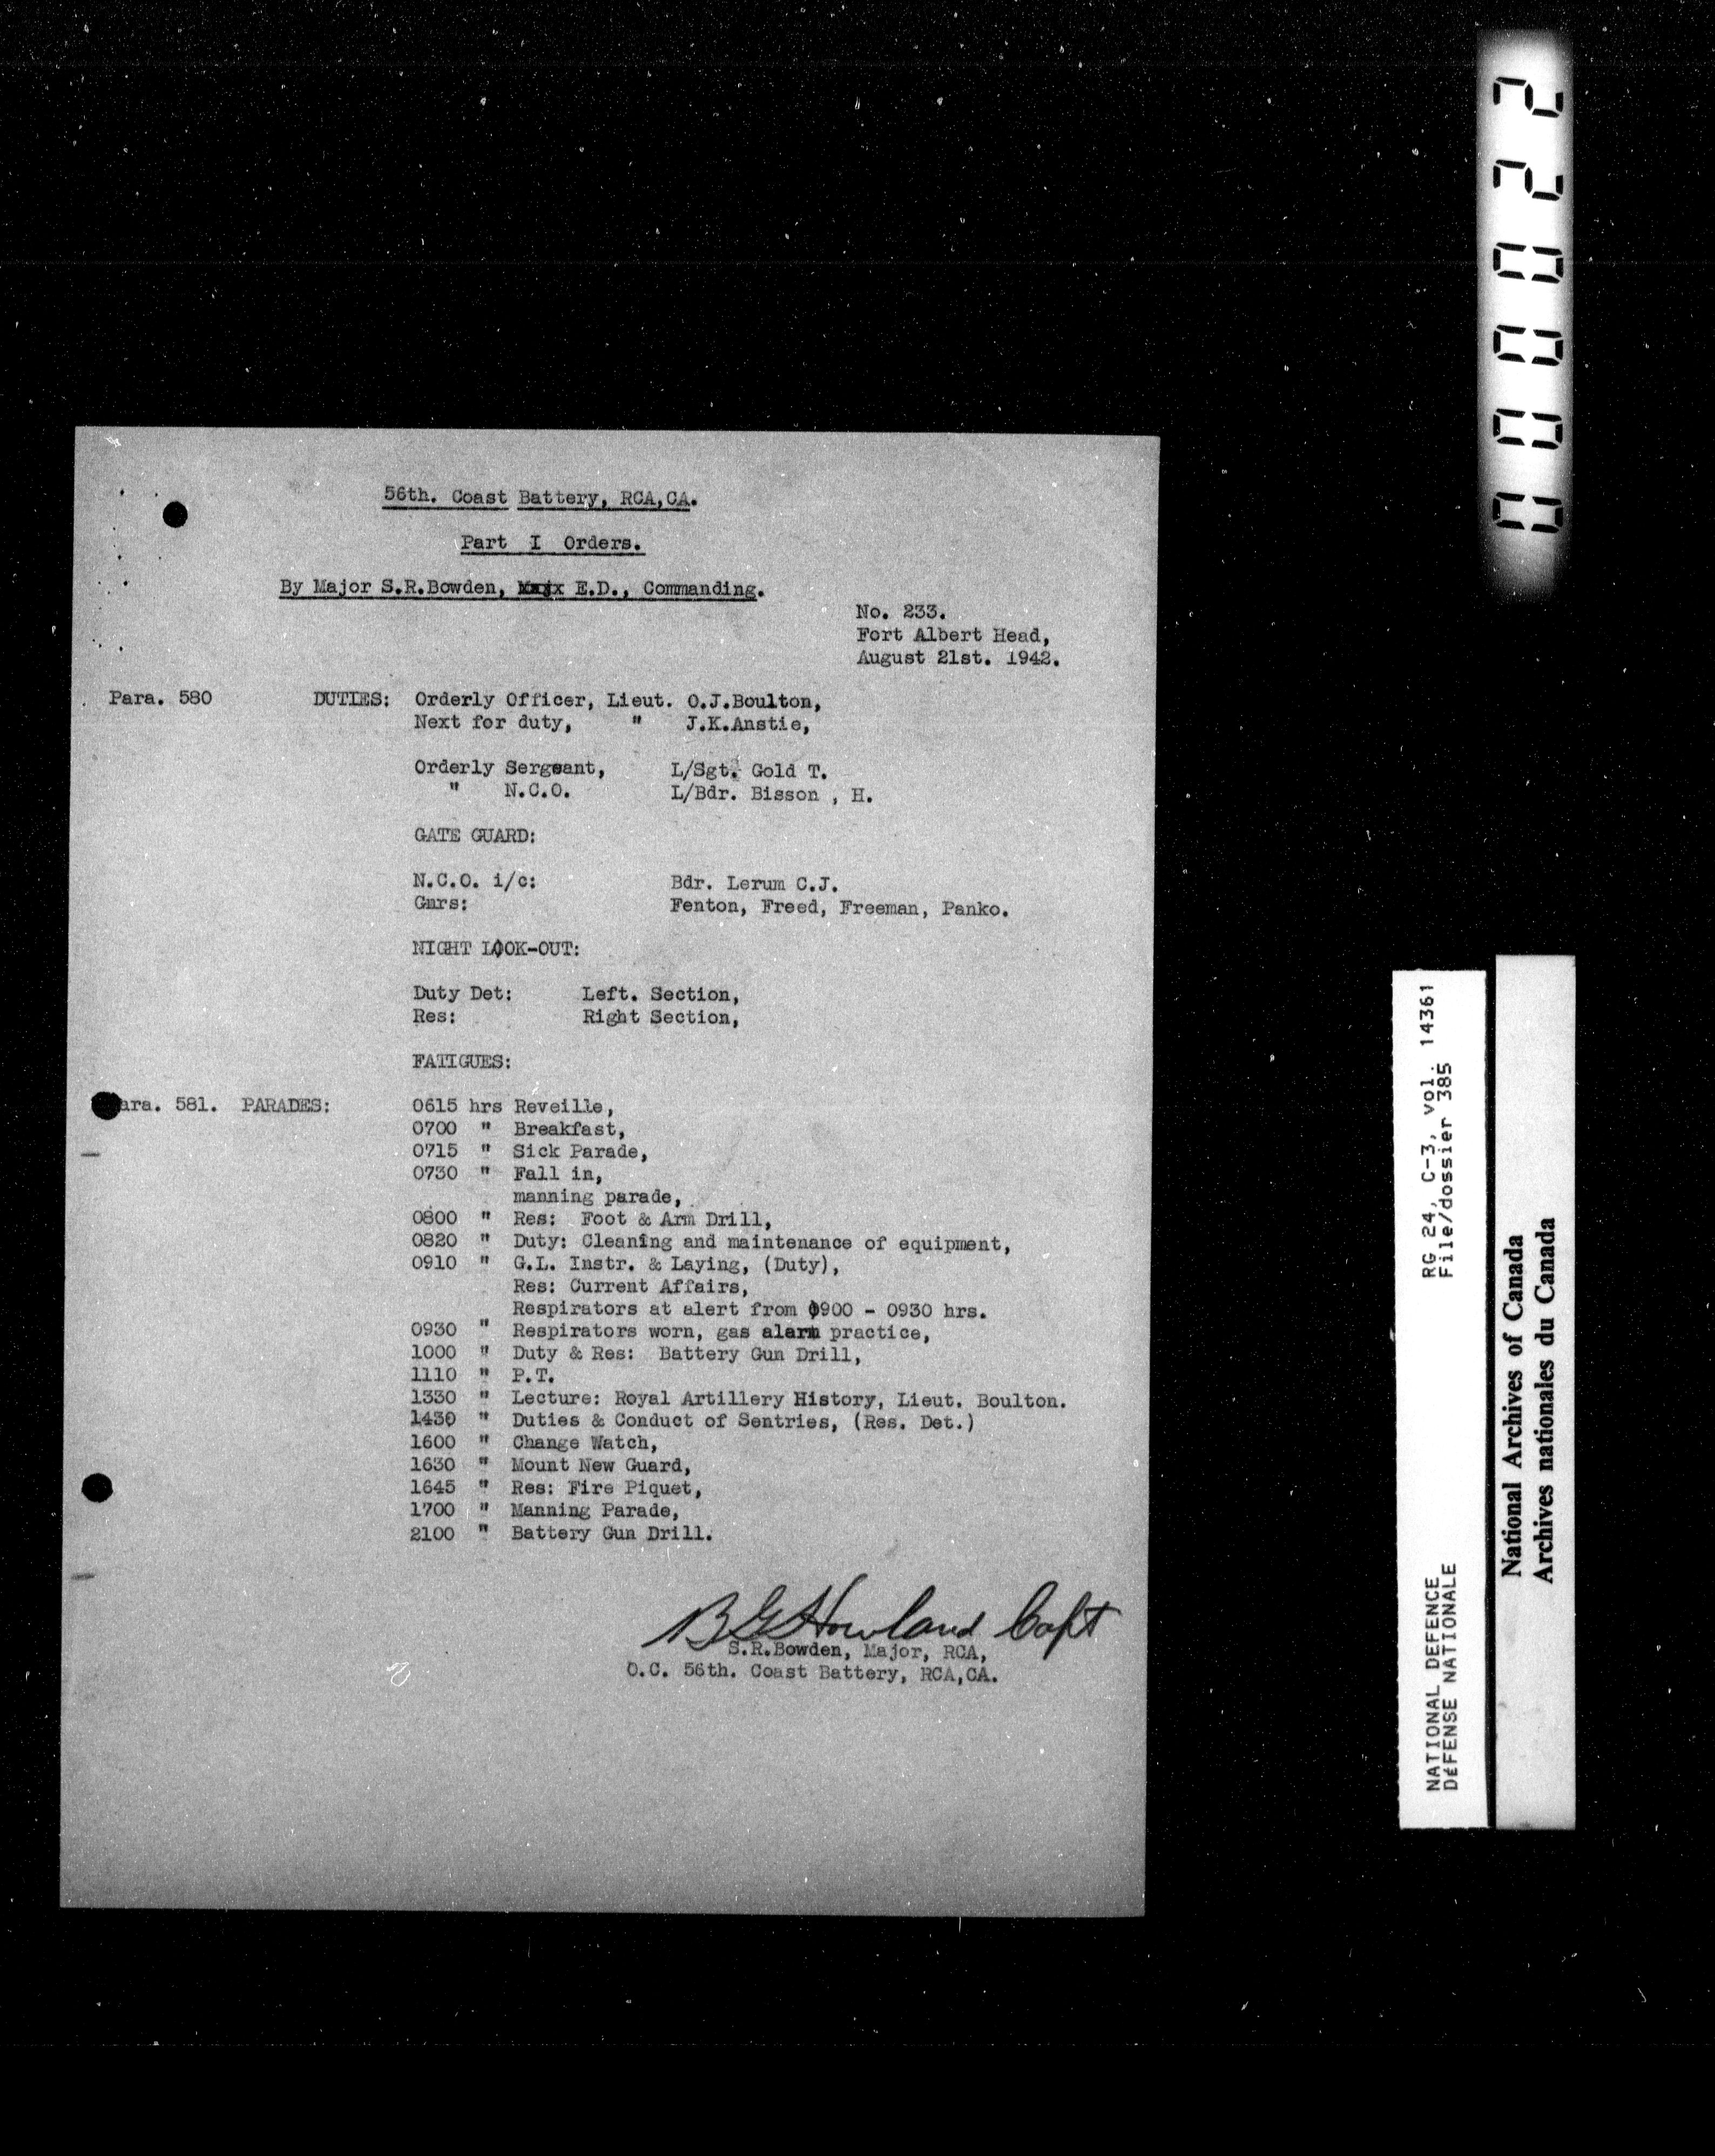 56th. Coast Battery, RCA,CA.
Part I Orders.
By Major S.R.Bowden, E.D., Commanding.
No. 233.
Fort Albert Head,
August 21st. 1942.
Para. 580 DUTIES: Orderly Officer, Lieut. O.J.Boulton,
Next for duty, " J.K.Anstie,
Orderly Sergeant, L/Sgt. Gold T.
" N.C.O. L/Bdr. Bisson , H.
GATE GUARD:
N.C.O. i/c: Bdr. Lerum C.J.
Gnrs: Fenton, Freed, Freeman, Panko.
NIGHT LOOK-OUT:
Duty Det: Left. Section,
Res: Right Section,
FATIGUES:
ara. 581. PARADES: 0615 hrs Reveille,
0700 " Breakfast,
0715 " Sick Parade,
0730 " Fall in,
manning parade,
0800 " Res: Foot & Arm Drill,
0820 " Duty: Cleaning and maintenance of equipment,
0910 " G.L. Instr. & Laying, (Duty),
Res: Current Affairs,
Respirators at alert from 0900 - 0930 hrs.
0930 " Respirators worn, gas alarm practice,
1000 " Duty & Res: Battery Gun Drill,
1110 " P.T.
1330 " Lecture: Royal Artillery History, Lieut. Boulton.
1430 " Duties & Conduct of Sentries, (Res. Det.)
1600 " Change Watch,
1630 " Mount New Guard,
1645 " Res: Fire Piquet,
1700 " Manning Parade,
2100 " Battery Gun Drill.
B G Howland Capt
S.R.Bowden, Major, RCA,
O.C. 56th. Coast Battery, RCA,CA.
000022
RG 24, C-3, vol. 14361
File/dossier 385
NATIONAL DEFENCE
DÉFENSE NATIONALE
National Archives of Canada
Archives nationales du Canada